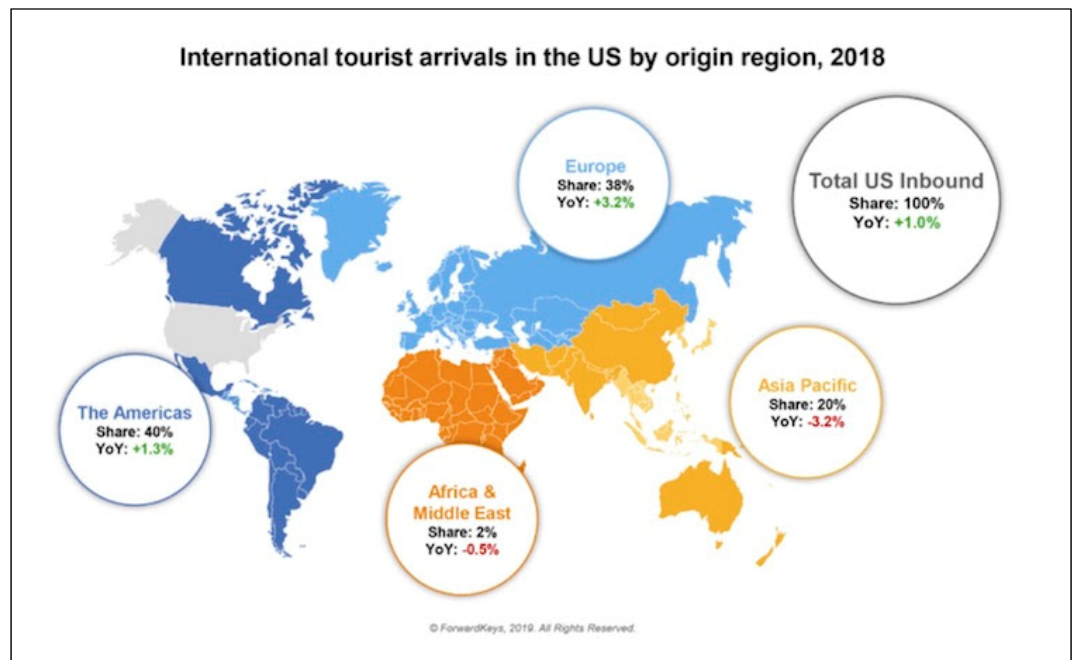 International tourist arrivals in the US by origin region, 2018
Europe
Share: 38%
YoY: +3.2%
Total US Inbound
Share: 100%
YoY: +1.0%
The Americas
Share: 40%
YoY: +1.3%
Asia Pacific
Share: 20%
YoY: -3.2%
Africa &
Middle East
Share: 2%
YoY: -0.5%
© ForwardKeys, 2019. All Rights Reserved.